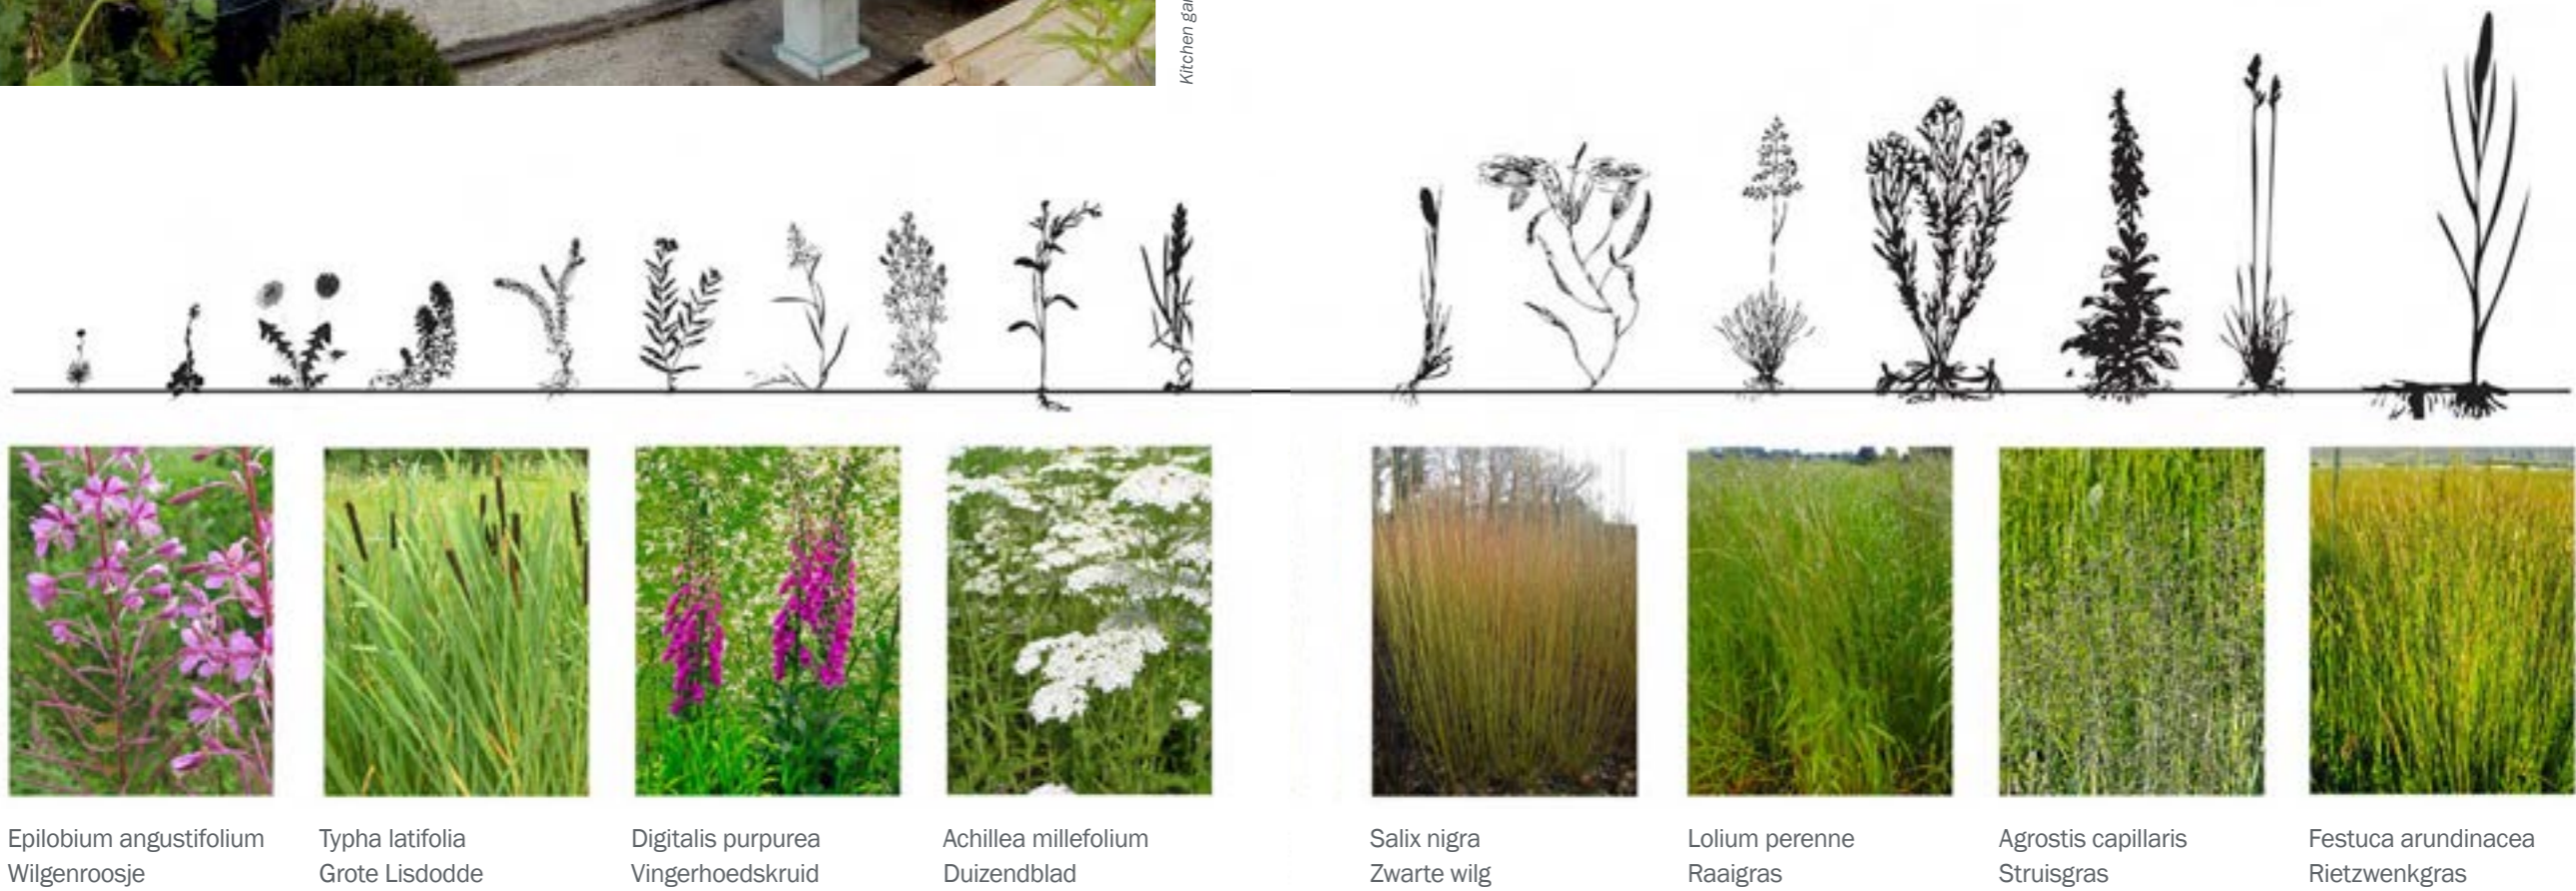 Kitchen
Epilobium angustifolium
Wilgenroosje
Typha latifolia
Grote Lisdodde
Digitalis purpurea
Vingerhoedskruid
Achillea millefolium
Duizendblad
Salix nigra
Zwarte wilg
Lolium perenne
Raaigras
Agrostis capillaris
Struisgras
Festuca arundinacea
Rietzwenkgras